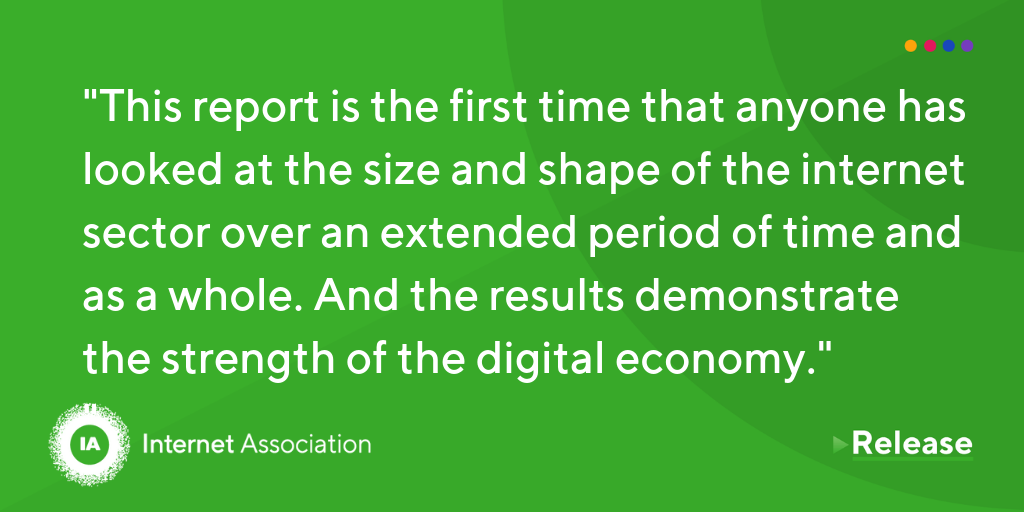 "This report is the first time that anyone has
looked at the size and shape of the internet
sector over an extended period of time and
as a whole. And the results demonstrate
the strength of the digital economy."
IA
Internet Association
Release